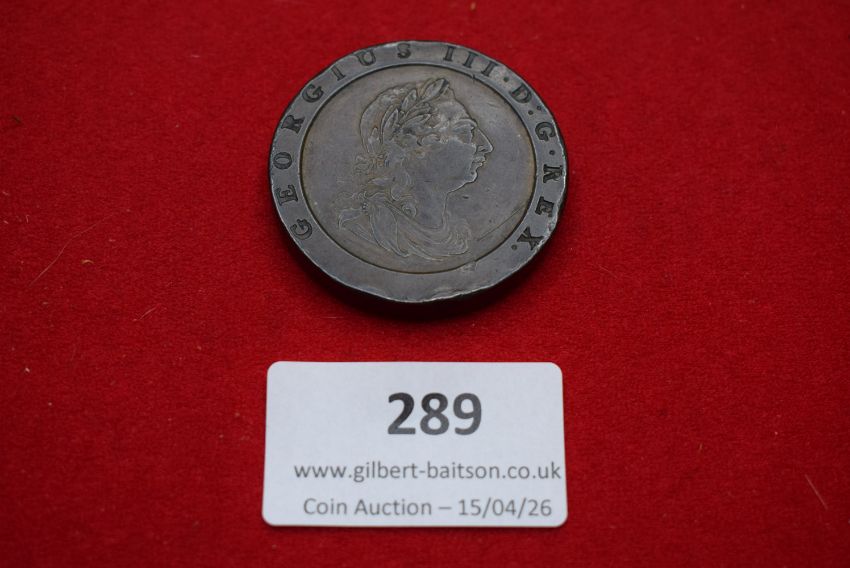 GEORGIUS III·D:G·REX.
289
www.gilbert-baitson.co.uk
Coin Auction – 15/04/26